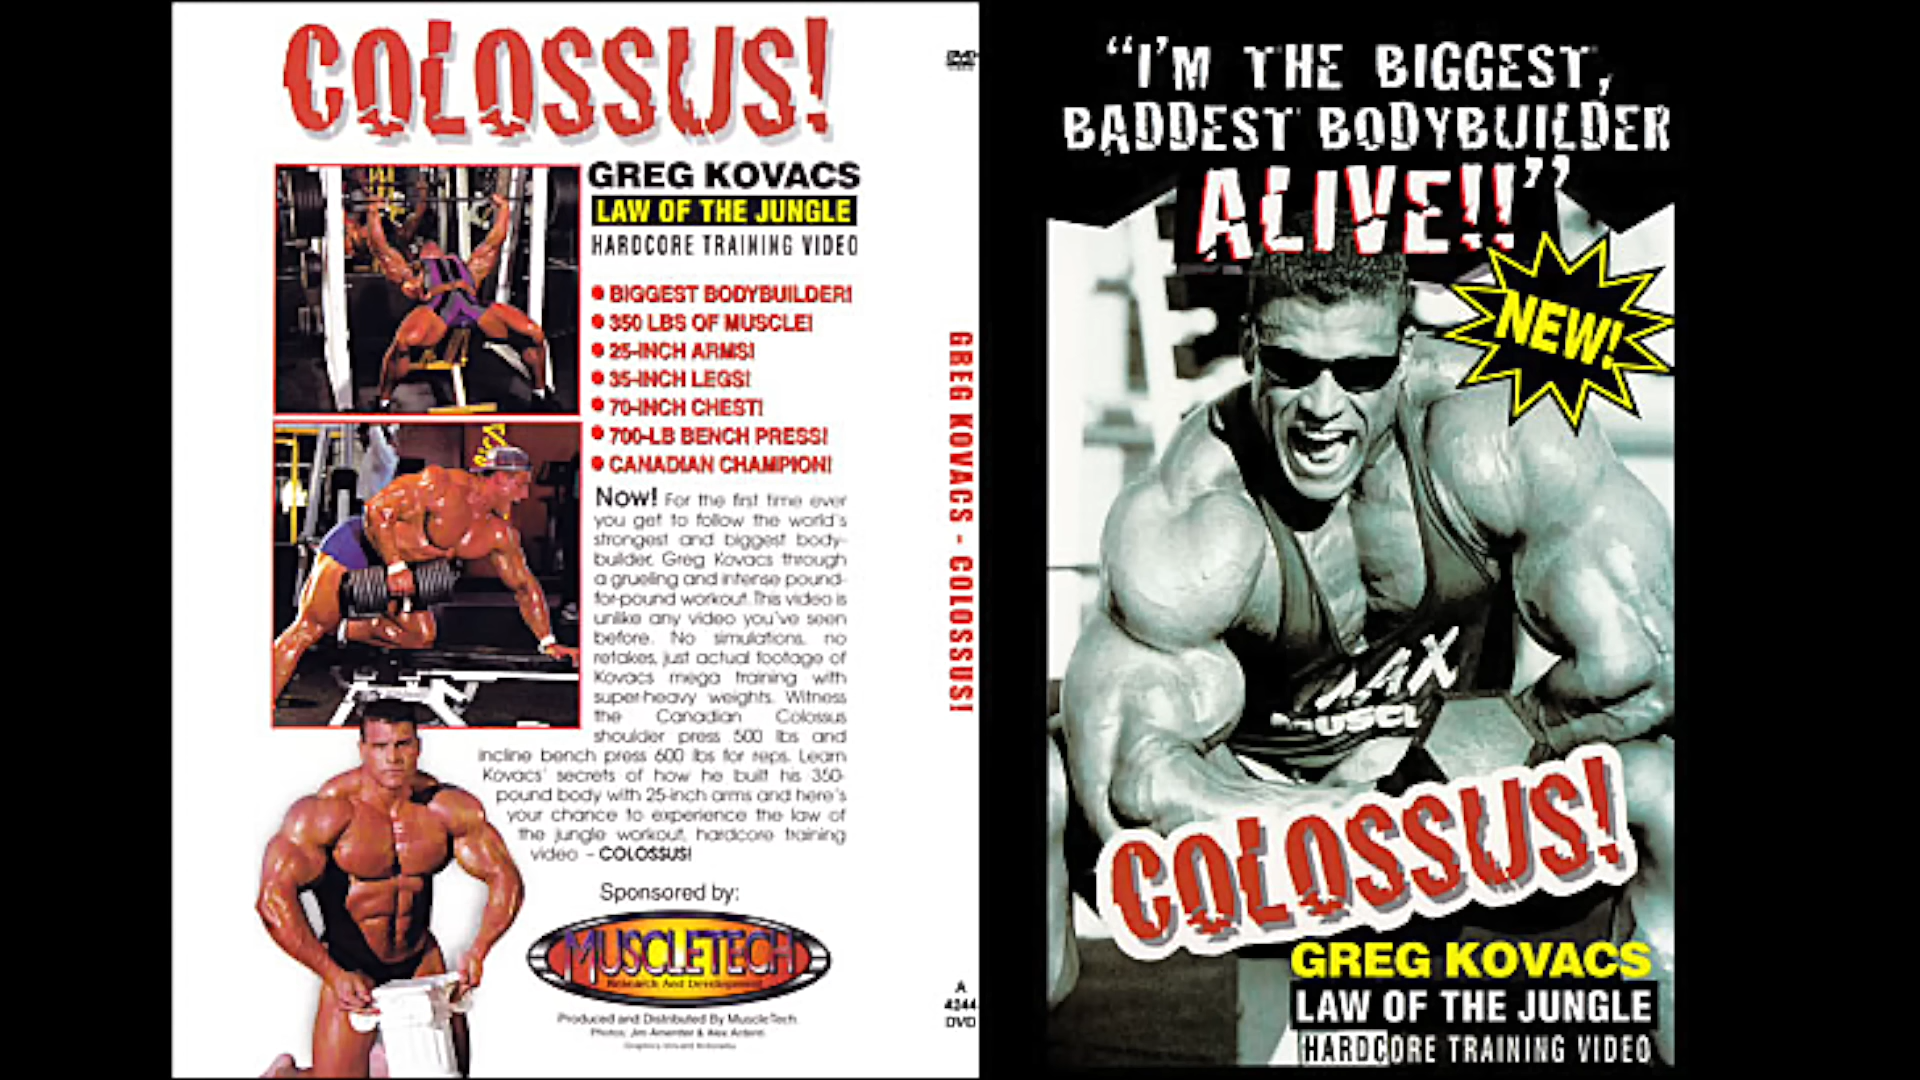 COLOSSUS!
DVD
GREG KOVACS
LAW OF THE JUNGLE
HARDCORE TRAINING VIDEO
• BIGGEST BODYBUILDER!
• 350 LBS OF MUSCLE!
• 25-INCH ARMS!
• 35-INCH LEGS!
• 70-INCH CHEST!
• 700-LB BENCH PRESS!
• CANADIAN CHAMPION!
Now! For the first time ever
you get to follow the world's
strongest and biggest body-
builder, Greg Kovacs through
a grueling and intense pound-
for-pound workout. This video is
unlike any video you've seen
before. No simulations, no
retakes, just actual footage of
Kovacs mega training with
super-heavy weights. Witness
the Canadian Colossus
shoulder press 500 lbs and
incline bench press 600 lbs for reps. Learn
Kovacs' secrets of how he built his 350-
pound body with 25-inch arms and here's
your chance to experience the law of
the jungle workout, hardcore training
video – COLOSSUS!
Sponsored by:
MUSCLETECH
Research And Development
Produced and Distributed By MuscleTech
Photos: Jim Amentler & Alex Ardenti
GREG KOVACS - COLOSSUS!
A
4244
DVD
"I'M THE BIGGEST,
BADDEST BODYBUILDER
ALIVE!!"
NEW!
MAX
MUSCL
COLOSSUS!
GREG KOVACS
LAW OF THE JUNGLE
HARDCORE TRAINING VIDEO